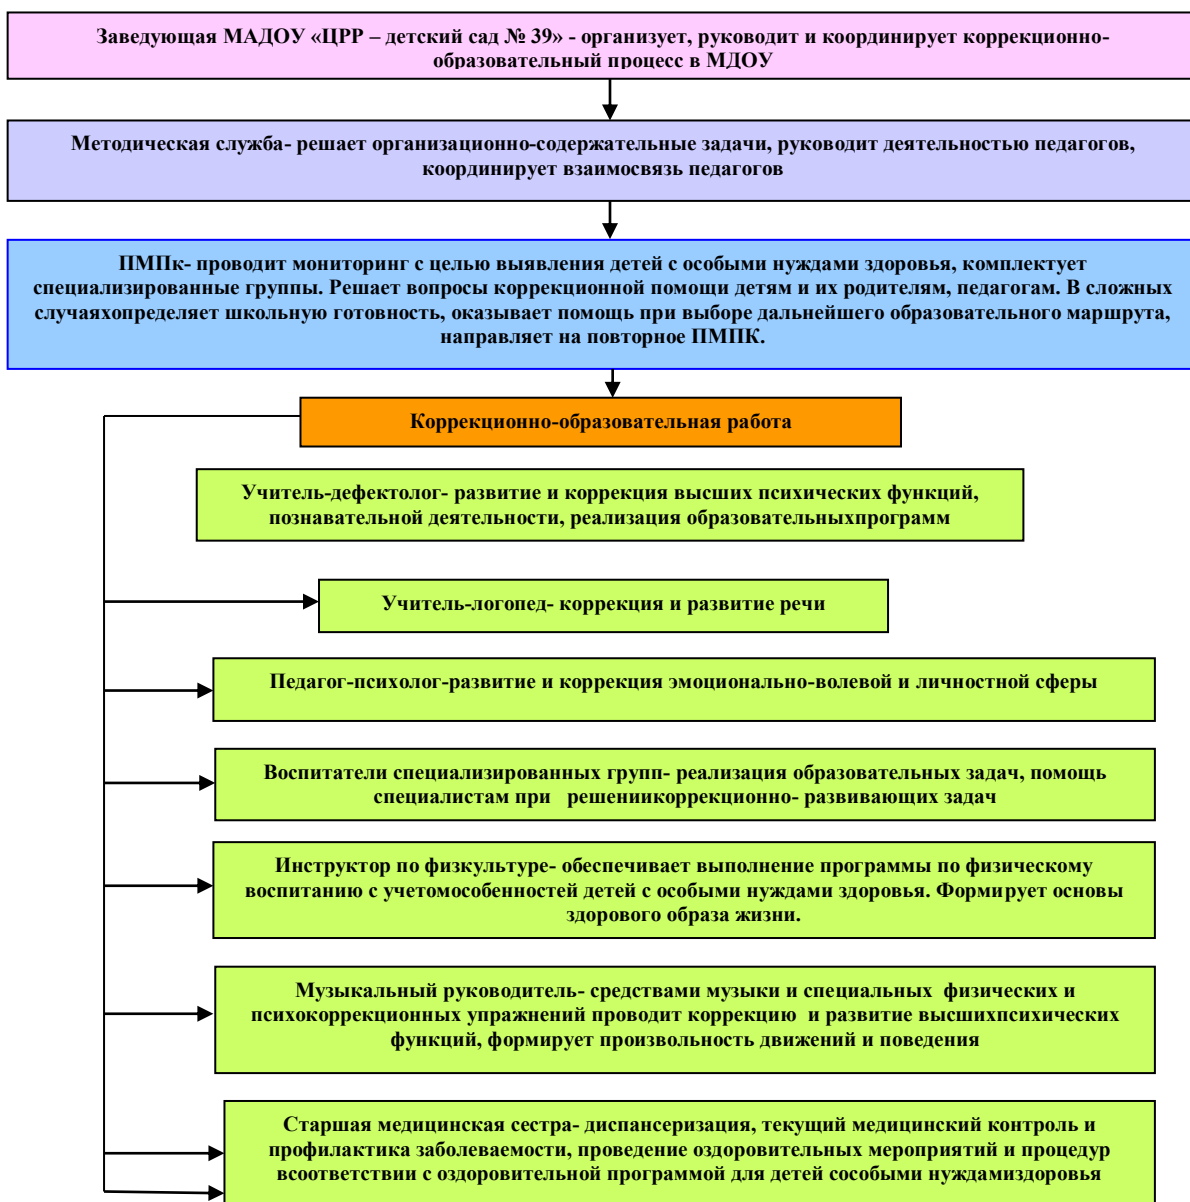 Заведующая МАДОУ «ЦРР – детский сад № 39» - организует, руководит и координирует коррекционно-
образовательный процесс в МДОУ
Методическая служба- решает организационно-содержательные задачи, руководит деятельностью педагогов,
координирует взаимосвязь педагогов
ПМПк- проводит мониторинг с целью выявления детей с особыми нуждами здоровья, комплектует
специализированные группы. Решает вопросы коррекционной помощи детям и их родителям, педагогам. В сложных
случаяхопределяет школьную готовность, оказывает помощь при выборе дальнейшего образовательного маршрута,
направляет на повторное ПМПК.
Коррекционно-образовательная работа
Учитель-дефектолог- развитие и коррекция высших психических функций,
познавательной деятельности, реализация образовательныхпрограмм
Учитель-логопед- коррекция и развитие речи
Педагог-психолог-развитие и коррекция эмоционально-волевой и личностной сферы
Воспитатели специализированных групп- реализация образовательных задач, помощь
специалистам при решениикоррекционно- развивающих задач
Инструктор по физкультуре- обеспечивает выполнение программы по физическому
воспитанию с учетомособенностей детей с особыми нуждами здоровья. Формирует основы
здорового образа жизни.
Музыкальный руководитель- средствами музыки и специальных физических и
психокоррекционных упражнений проводит коррекцию и развитие высшихпсихических
функций, формирует произвольность движений и поведения
Старшая медицинская сестра- диспансеризация, текущий медицинский контроль и
профилактика заболеваемости, проведение оздоровительных мероприятий и процедур
всоответствии с оздоровительной программой для детей сособыми нуждамиздоровья